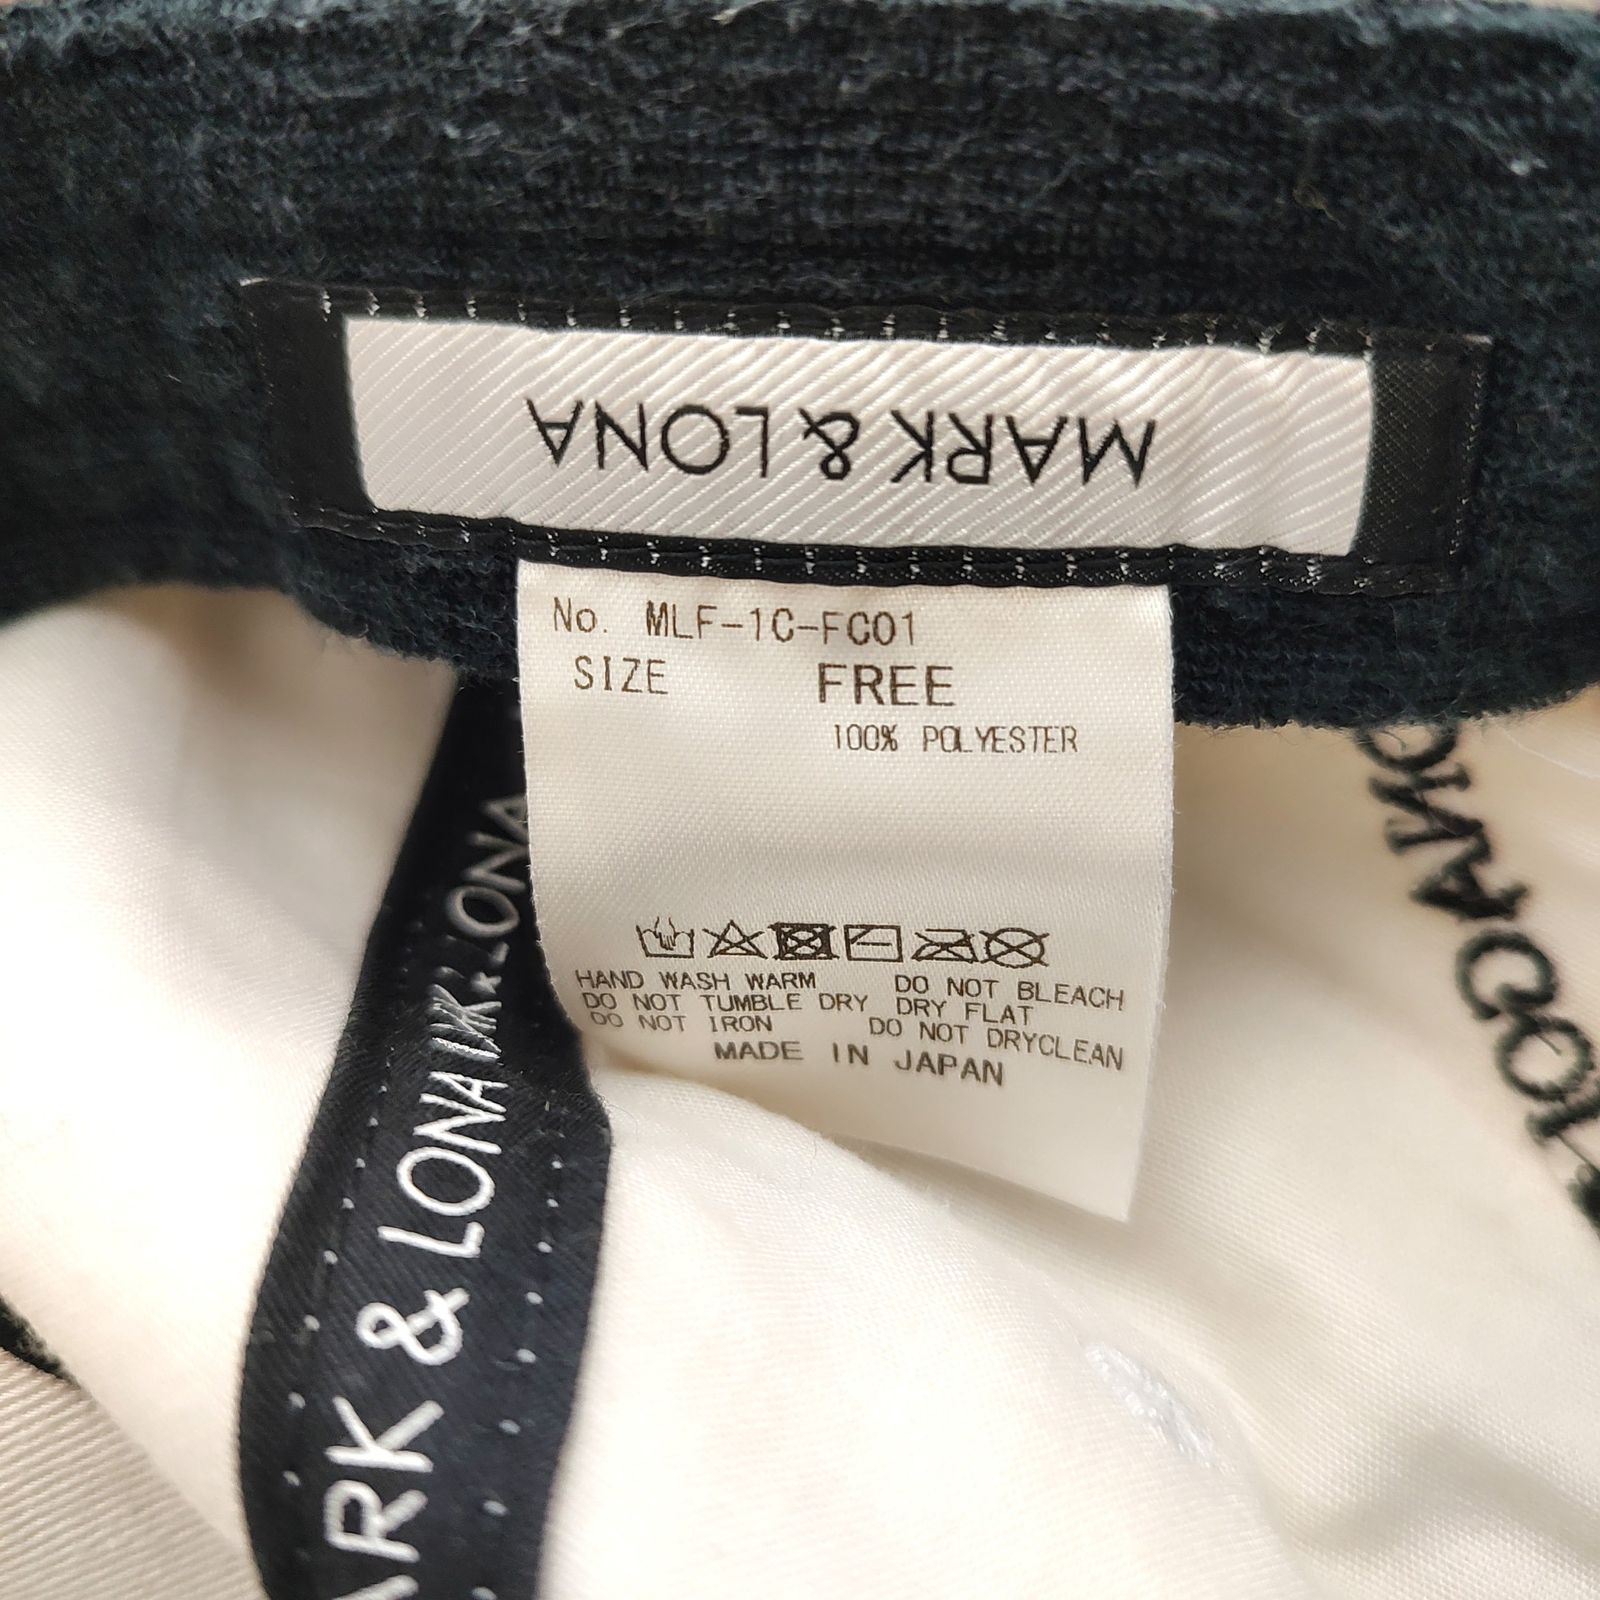 MARK & LONA
No. MLF-1C-FC01
SIZE FREE
100% POLYESTER
HAND WASH WARM DO NOT BLEACH
DO NOT TUMBLE DRY DRY FLAT
DO NOT IRON DO NOT DRYCLEAN
MADE IN JAPAN
LONA
ARK & LONA